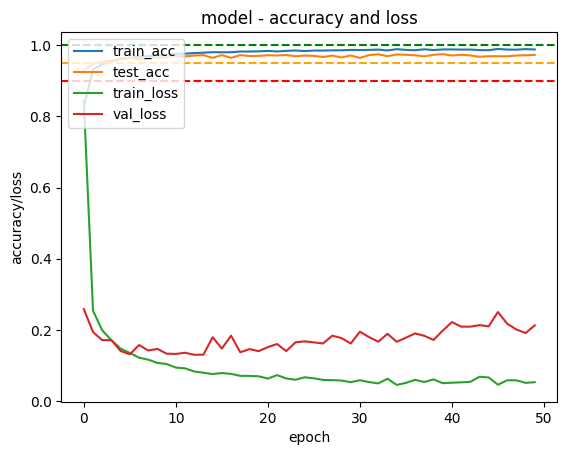 model - accuracy and loss
1.0
0.8
0.6
0.4
0.2
0.0
accuracy/loss
train_acc
test_acc
train_loss
val_loss
0
10
20
30
40
50
epoch